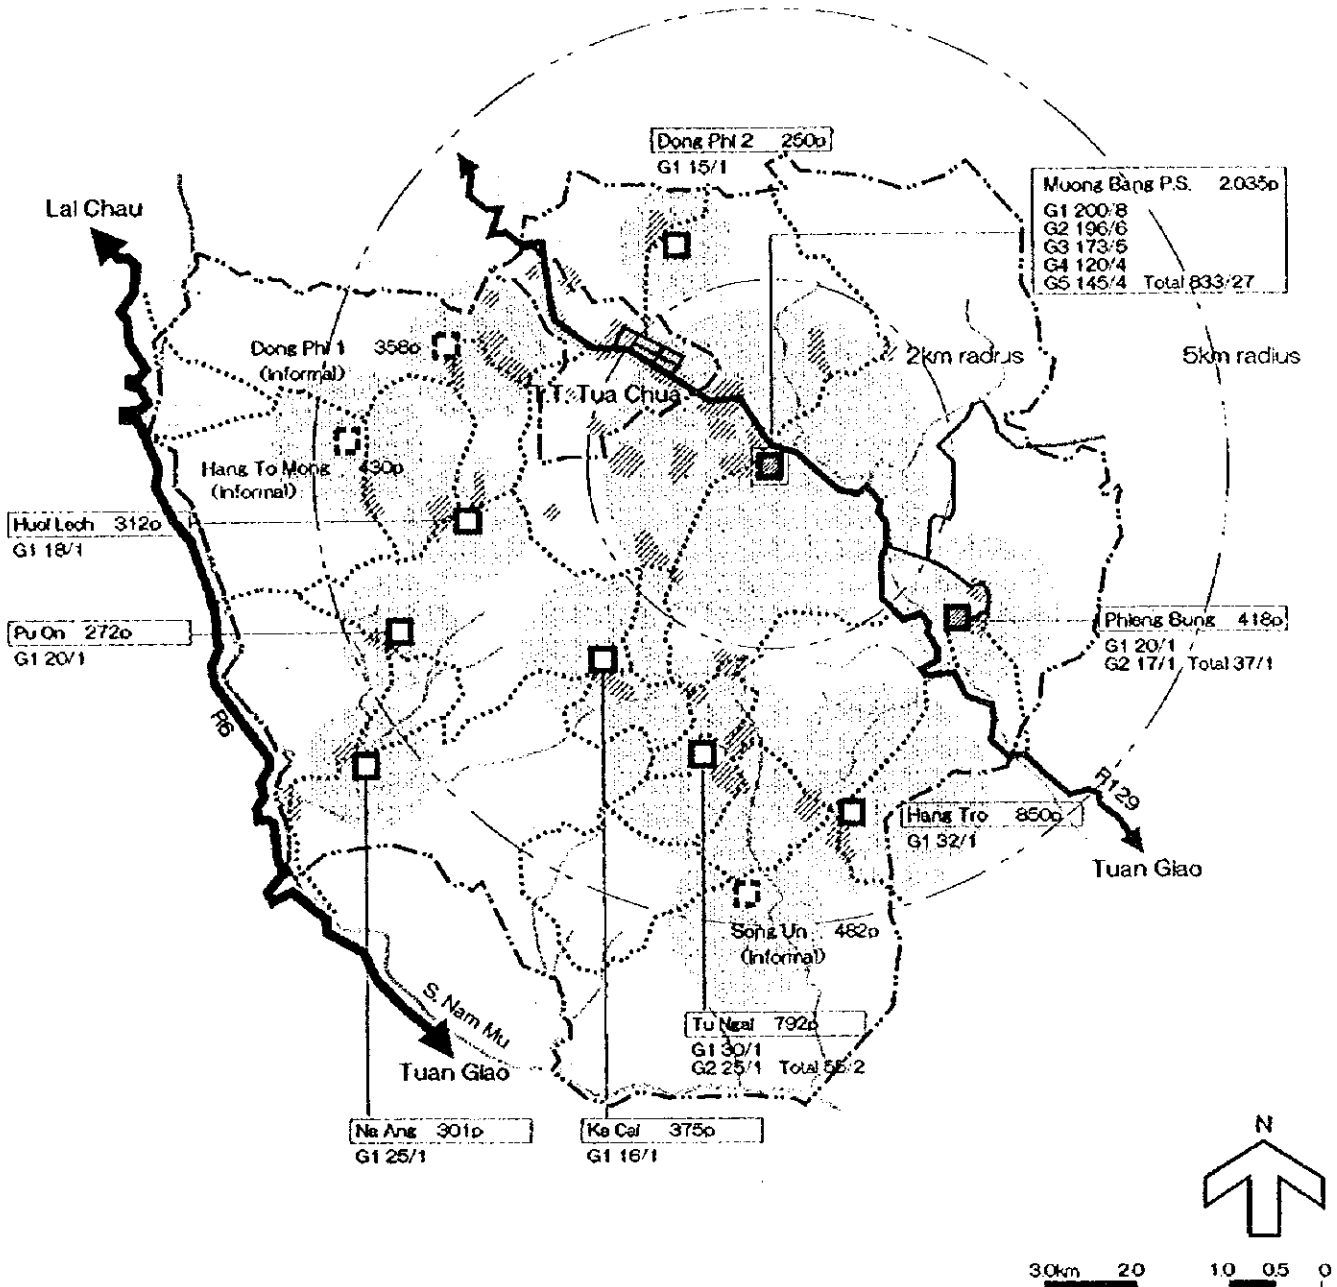 Dong Phi 2 250p
G1 15/1
Muong Bang P.S. 2.035p
G1 200/8
G2 196/6
G3 173/5
G4 120/4
G5 145/4 Total 833/27
Lai Chau
Dong Phi 1 358p
(Informal)
2km radius
5km radius
T.T. Tua Chua
Hang To Mong 430p
(Informal)
Huoi Lech 312p
G1 18/1
Pu On 272p
G1 20/1
Phieng Bung 418p
G1 20/1
G2 17/1 Total 37/1
R6
R129
Hang Tro 850p
G1 32/1
Tuan Giao
Song Un 482p
(Informal)
S. Nam Mu
Tu Ngai 792p
G1 30/1
G2 25/1 Total 55/2
Tuan Giao
Na Ang 301p
G1 25/1
Ka Cai 375p
G1 16/1
N
3.0km 2.0 1.0 0.5 0